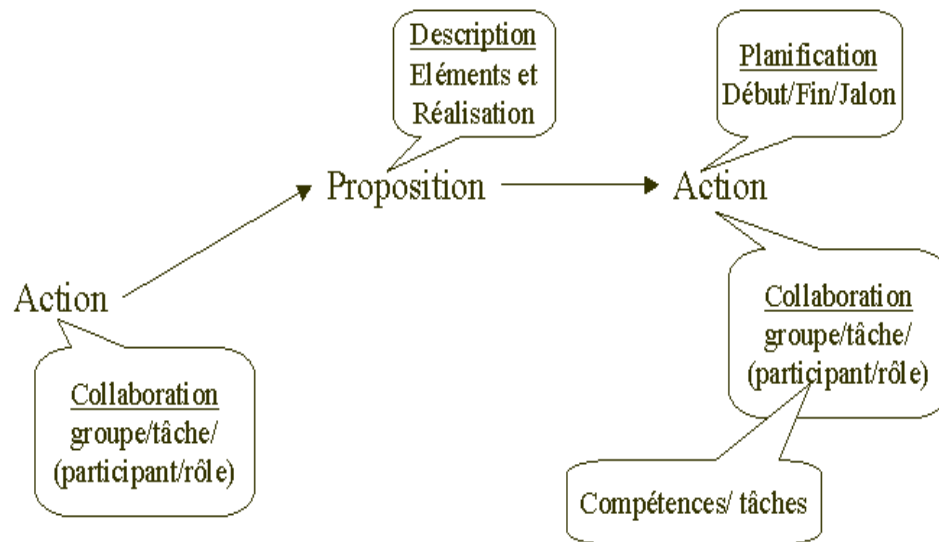 Description
Eléments et
Réalisation
Planification
Début/Fin/Jalon
Proposition
Action
Action
Collaboration
groupe/tâche/
(participant/rôle)
Collaboration
groupe/tâche/
(participant/rôle)
Compétences/ tâches